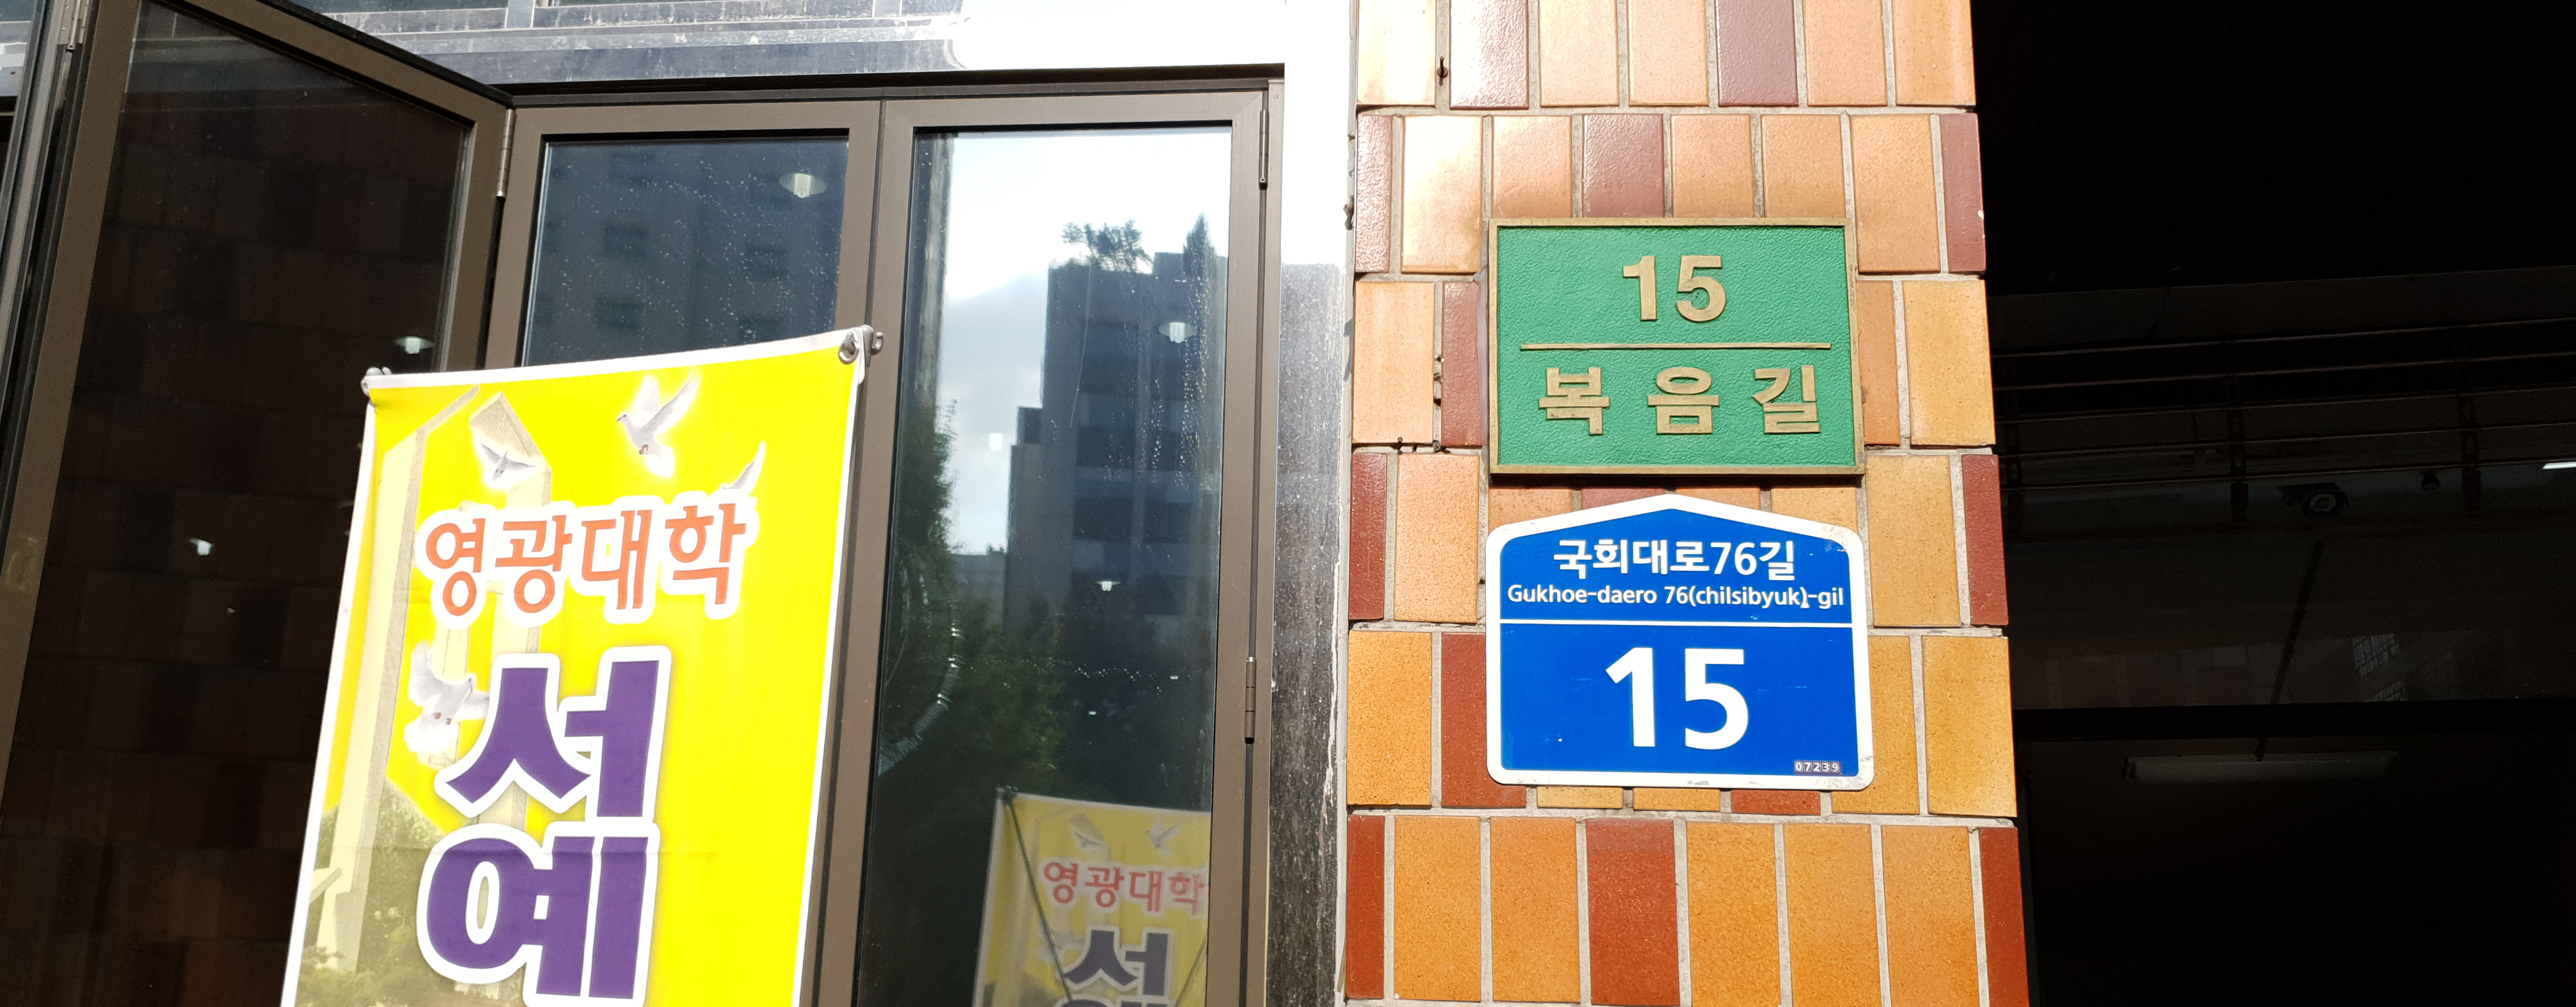 영광대학
서
예
15
복음길
국회대로76길
Gukhoe-daero 76(chilsibyuk)-gil
15
07239
영광대학
서